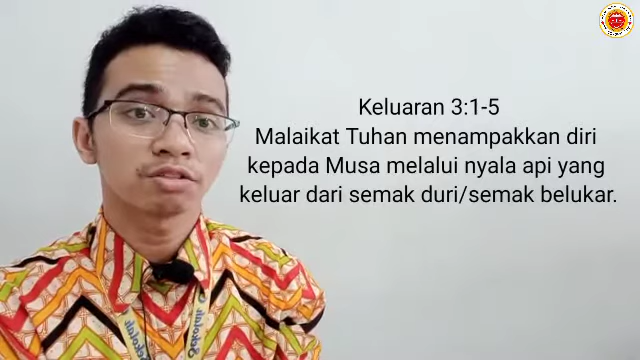 Keluaran 3:1-5
Malaikat Tuhan menampakkan diri
kepada Musa melalui nyala api yang
keluar dari semak duri/semak belukar.
Sekolah